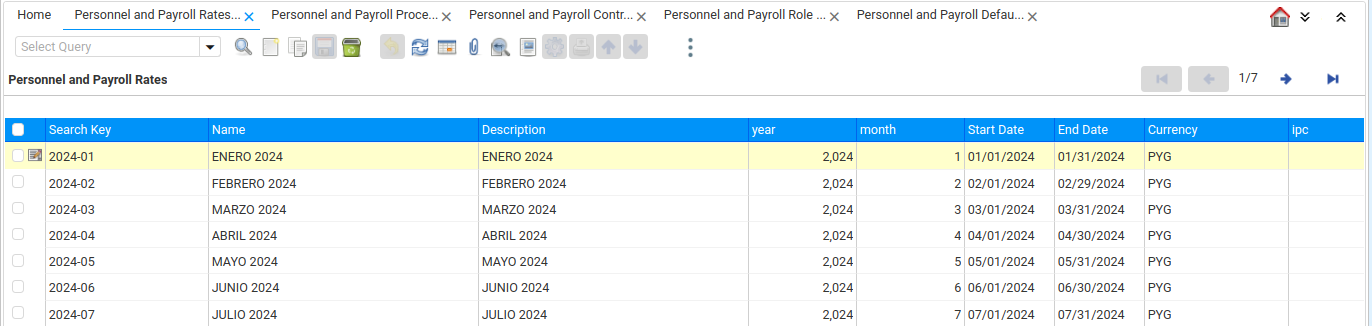 Home Personnel and Payroll Rates... Personnel and Payroll Proce... Personnel and Payroll Contr... Personnel and Payroll Role ... Personnel and Payroll Defau...
Select Query
Personnel and Payroll Rates 1/7
Search Key Name Description year month Start Date End Date Currency ipc
2024-01 ENERO 2024 ENERO 2024 2,024 1 01/01/2024 01/31/2024 PYG
2024-02 FEBRERO 2024 FEBRERO 2024 2,024 2 02/01/2024 02/29/2024 PYG
2024-03 MARZO 2024 MARZO 2024 2,024 3 03/01/2024 03/31/2024 PYG
2024-04 ABRIL 2024 ABRIL 2024 2,024 4 04/01/2024 04/30/2024 PYG
2024-05 MAYO 2024 MAYO 2024 2,024 5 05/01/2024 05/31/2024 PYG
2024-06 JUNIO 2024 JUNIO 2024 2,024 6 06/01/2024 06/30/2024 PYG
2024-07 JULIO 2024 JULIO 2024 2,024 7 07/01/2024 07/31/2024 PYG